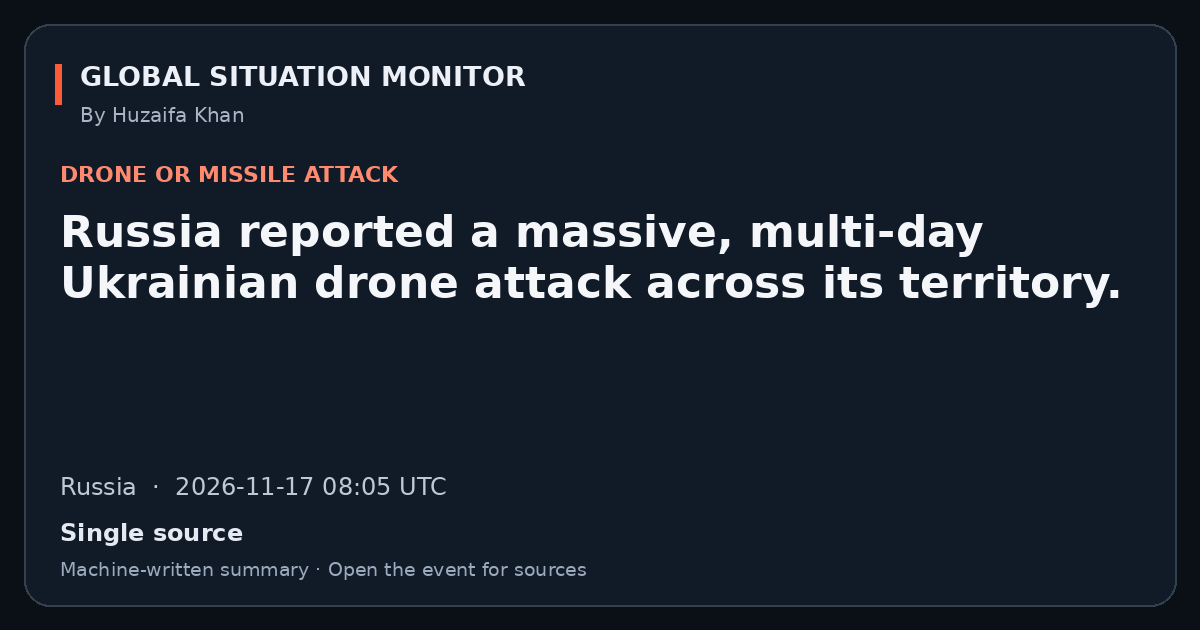 GLOBAL SITUATION MONITOR
By Huzaifa Khan
DRONE OR MISSILE ATTACK
Russia reported a massive, multi-day
Ukrainian drone attack across its territory.
Russia · 2026-11-17 08:05 UTC
Single source
Machine-written summary · Open the event for sources